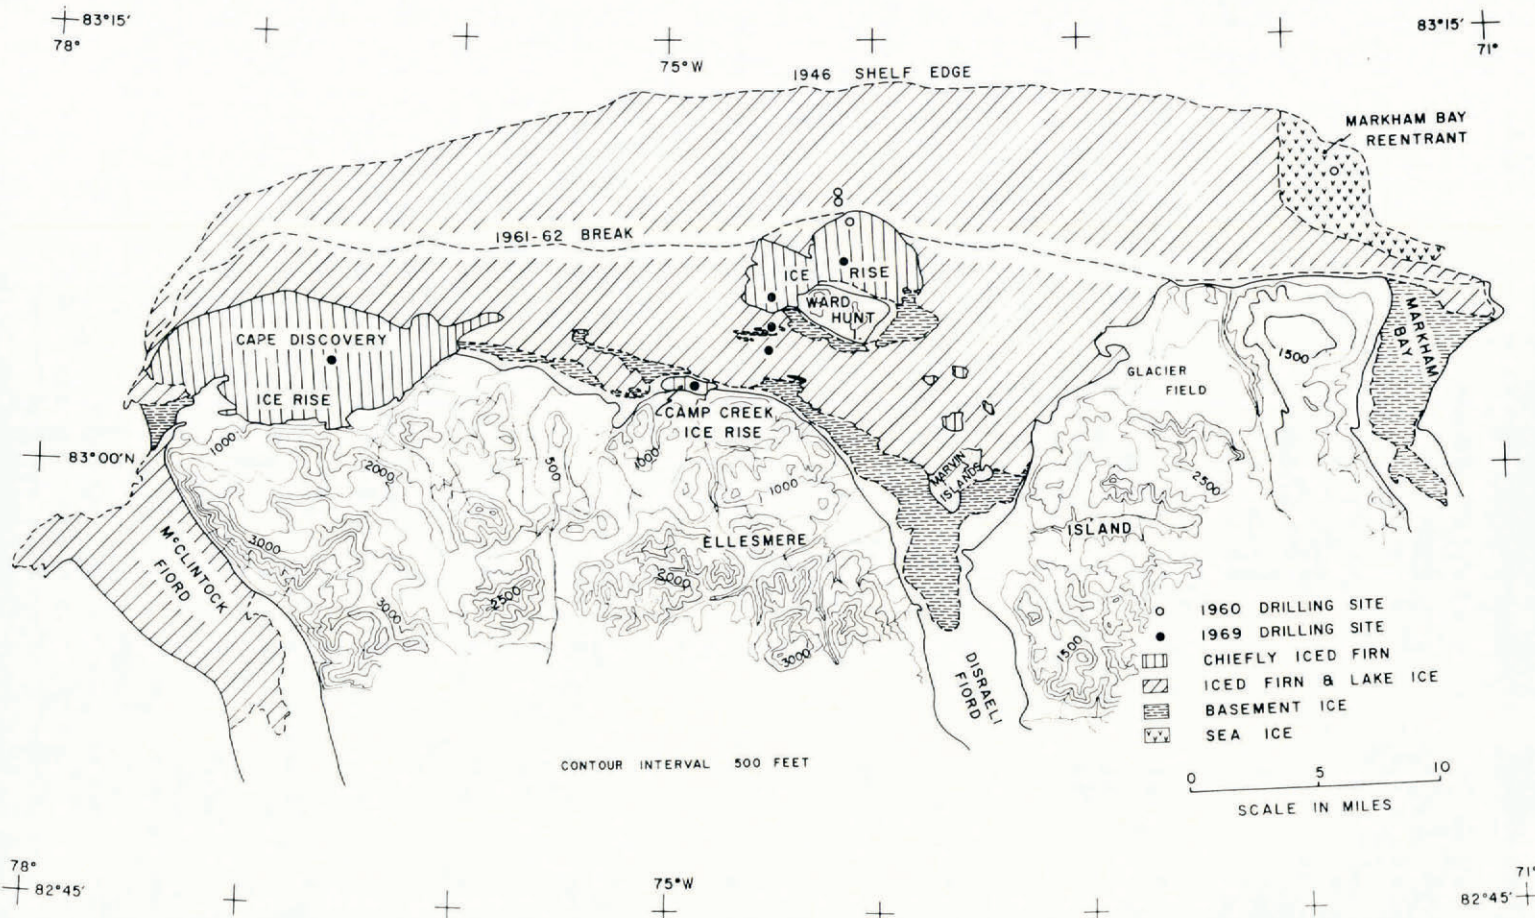 83°15'
78°
83°15'
71°
75°W
1946 SHELF EDGE
MARKHAM BAY
REENTRANT
1961-62 BREAK
ICE RISE
WARD
HUNT
CAPE DISCOVERY
ICE RISE
MARKHAM
BAY
1500
GLACIER
FIELD
CAMP CREEK
ICE RISE
83°00'N
1000
2000
500
1000
1000
MARVIN
ISLANDS
2500
3000
McCLINTOCK
FIORD
ELLESMERE
ISLAND
2000
2500
3000
3000
1500
DISRAELI
FIORD
1960 DRILLING SITE
1969 DRILLING SITE
CHIEFLY ICED FIRN
ICED FIRN & LAKE ICE
BASEMENT ICE
SEA ICE
CONTOUR INTERVAL 500 FEET
0 5 10
SCALE IN MILES
78°
82°45'
75°W
71°
82°45'